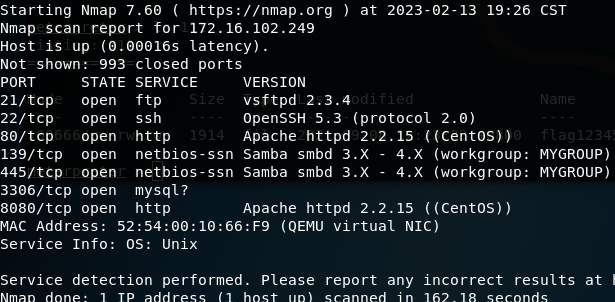 Starting Nmap 7.60 ( https://nmap.org ) at 2023-02-13 19:26 CST
Nmap scan report for 172.16.102.249
Host is up (0.00016s latency).
Not shown: 993 closed ports
PORT     STATE SERVICE     VERSION
21/tcp   open  ftp         vsftpd 2.3.4
22/tcp   open  ssh         OpenSSH 5.3 (protocol 2.0)
80/tcp   open  http        Apache httpd 2.2.15 ((CentOS))
139/tcp  open  netbios-ssn Samba smbd 3.X - 4.X (workgroup: MYGROUP)
445/tcp  open  netbios-ssn Samba smbd 3.X - 4.X (workgroup: MYGROUP)
3306/tcp open  mysql?
8080/tcp open  http        Apache httpd 2.2.15 ((CentOS))
MAC Address: 52:54:00:10:66:F9 (QEMU virtual NIC)
Service Info: OS: Unix

Service detection performed. Please report any incorrect results at
Nmap done: 1 IP address (1 host up) scanned in 162.18 seconds